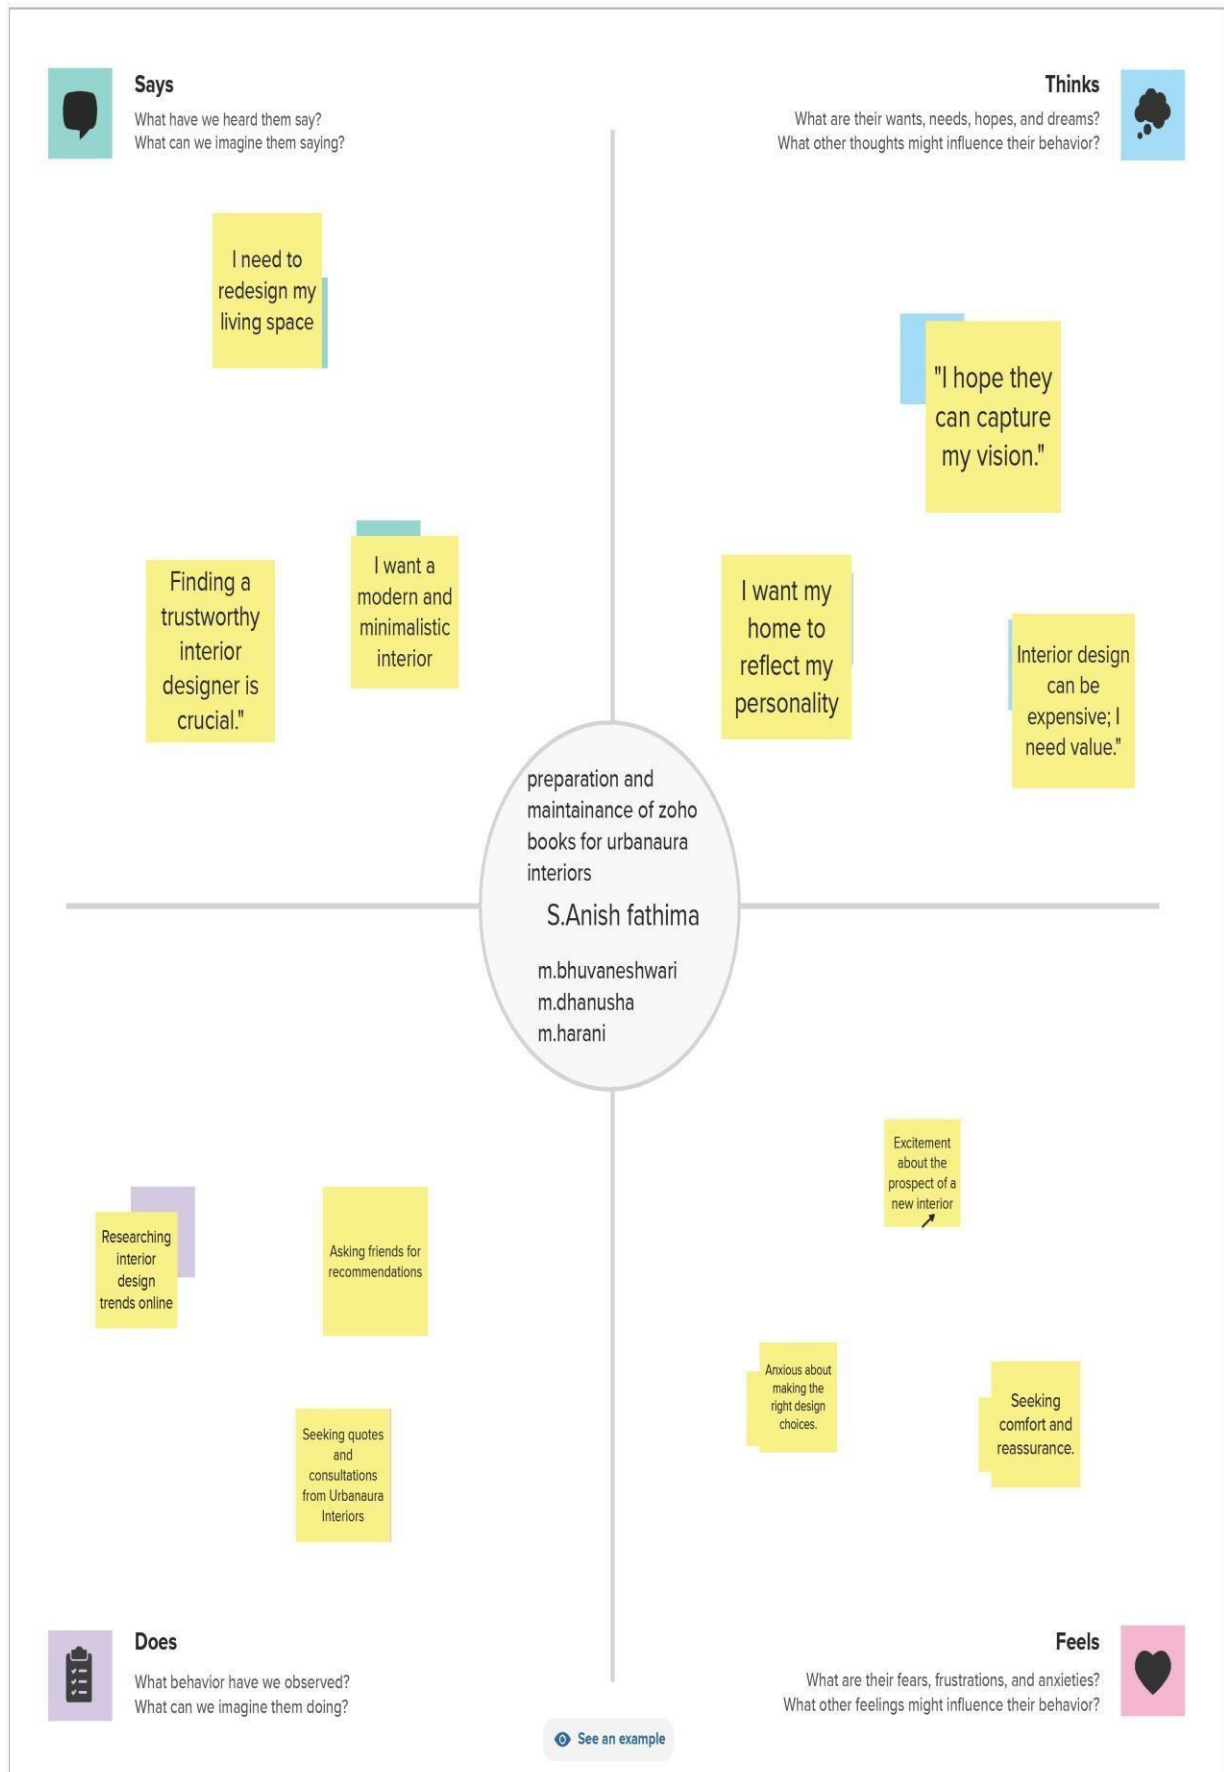 Says
What have we heard them say?
What can we imagine them saying?
Thinks
What are their wants, needs, hopes, and dreams?
What other thoughts might influence their behavior?
I need to
redesign my
living space
Finding a
trustworthy
interior
designer is
crucial."
I want a
modern and
minimalistic
interior
"I hope they
can capture
my vision."
I want my
home to
reflect my
personality
Interior design
can be
expensive; I
need value."
preparation and
maintainance of zoho
books for urbanaura
interiors
S.Anish fathima
m.bhuvaneshwari
m.dhanusha
m.harani
Researching
interior
design
trends online
Asking friends for
recommendations
Seeking quotes
and
consultations
from Urbanaura
Interiors
Excitement
about the
prospect of a
new interior
Anxious about
making the
right design
choices.
Seeking
comfort and
reassurance.
Does
What behavior have we observed?
What can we imagine them doing?
Feels
What are their fears, frustrations, and anxieties?
What other feelings might influence their behavior?
See an example